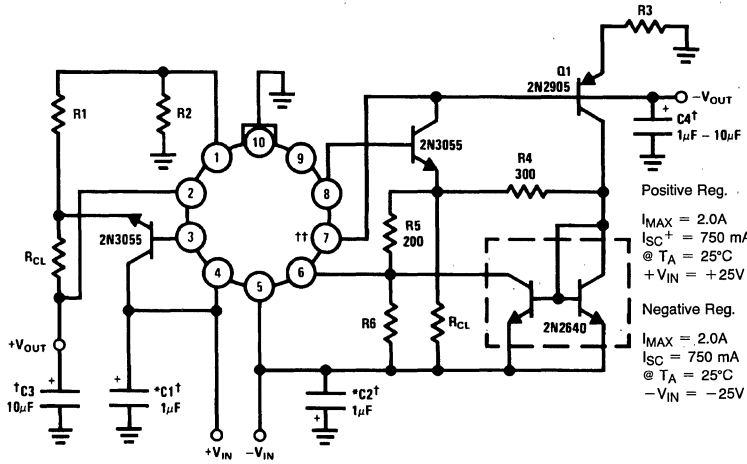 R3
Q1
2N2905
−VOUT
C4†
1μF − 10μF
R1
R2
10
1
9
2N3055
2
8
R4
300
Positive Reg.
IMAX = 2.0A
ISC+ = 750 mA
@ TA = 25°C
+VIN = +25V
RCL
2N3055
3
††
7
R5
200
4
5
6
R6
RCL
2N2640
Negative Reg.
IMAX = 2.0A
ISC = 750 mA
@ TA = 25°C
−VIN = −25V
+VOUT
†C3
10μF
+
*C1†
1μF
+
*C2†
1μF
+
+
+VIN
−VIN